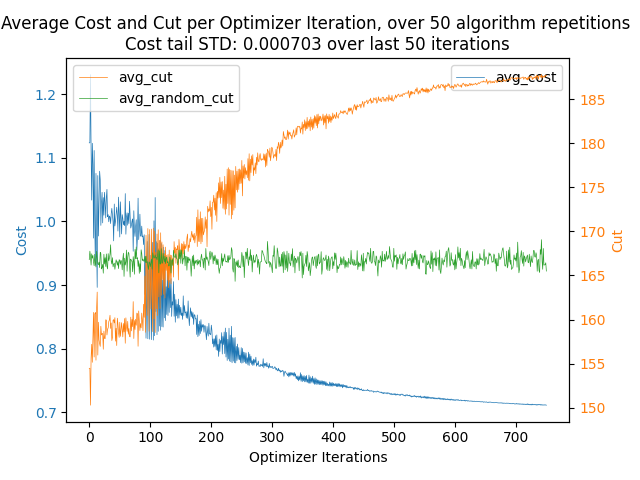 Average Cost and Cut per Optimizer Iteration, over 50 algorithm repetitions
Cost tail STD: 0.000703 over last 50 iterations
avg_cut
avg_random_cut
avg_cost
1.2
1.1
1.0
0.9
0.8
0.7
Cost
185
180
175
170
165
160
155
150
Cut
0 100 200 300 400 500 600 700
Optimizer Iterations